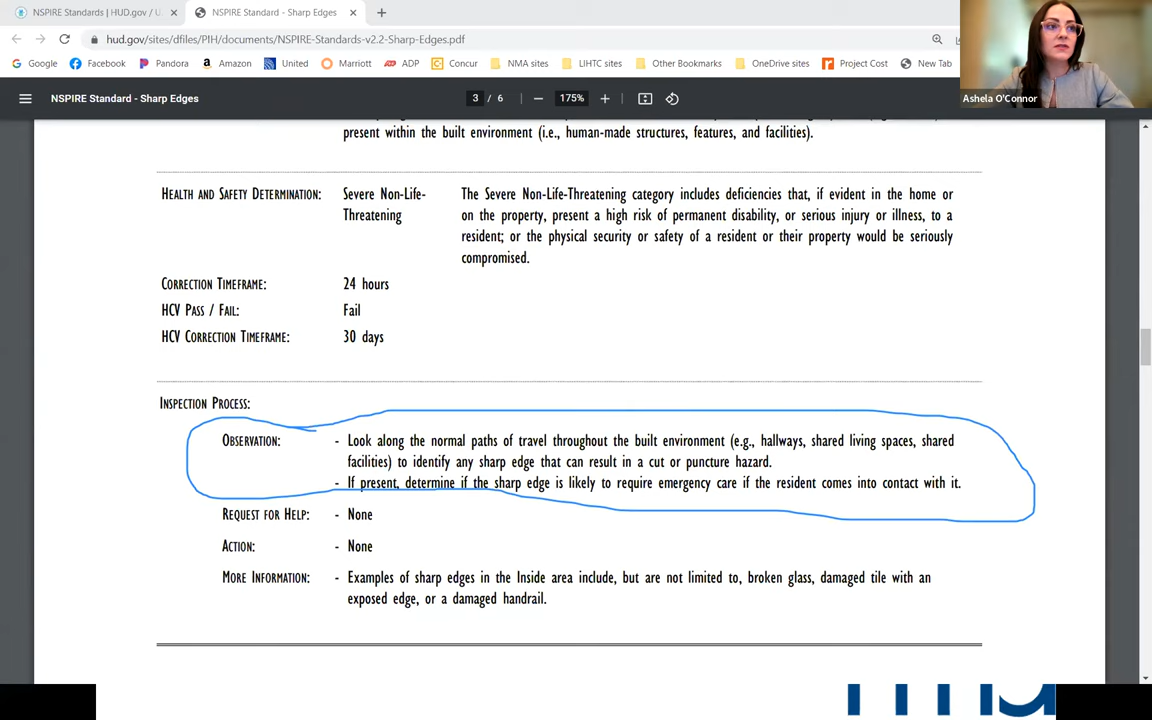 NSPIRE Standards | HUD.gov / U
NSPIRE Standard - Sharp Edges
hud.gov/sites/dfiles/PIH/documents/NSPIRE-Standards-v2.2-Sharp-Edges.pdf
Google Facebook Pandora Amazon United Marriott ADP Concur NMA sites LIHTC sites Other Bookmarks OneDrive sites Project Cost New Tab
Ashela O'Connor
NSPIRE Standard - Sharp Edges 3 / 6 175%
present within the built environment (i.e., human-made structures, features, and facilities).
HEALTH AND SAFETY DETERMINATION: Severe Non-Life- The Severe Non-Life-Threatening category includes deficiencies that, if evident in the home or
Threatening on the property, present a high risk of permanent disability, or serious injury or illness, to a
resident; or the physical security or safety of a resident or their property would be seriously
compromised.
CORRECTION TIMEFRAME: 24 hours
HCV PASS / FAIL: Fail
HCV CORRECTION TIMEFRAME: 30 days
INSPECTION PROCESS:
OBSERVATION: - Look along the normal paths of travel throughout the built environment (e.g., hallways, shared living spaces, shared
facilities) to identify any sharp edge that can result in a cut or puncture hazard.
- If present, determine if the sharp edge is likely to require emergency care if the resident comes into contact with it.
REQUEST FOR HELP: - None
ACTION: - None
MORE INFORMATION: - Examples of sharp edges in the Inside area include, but are not limited to, broken glass, damaged tile with an
exposed edge, or a damaged handrail.